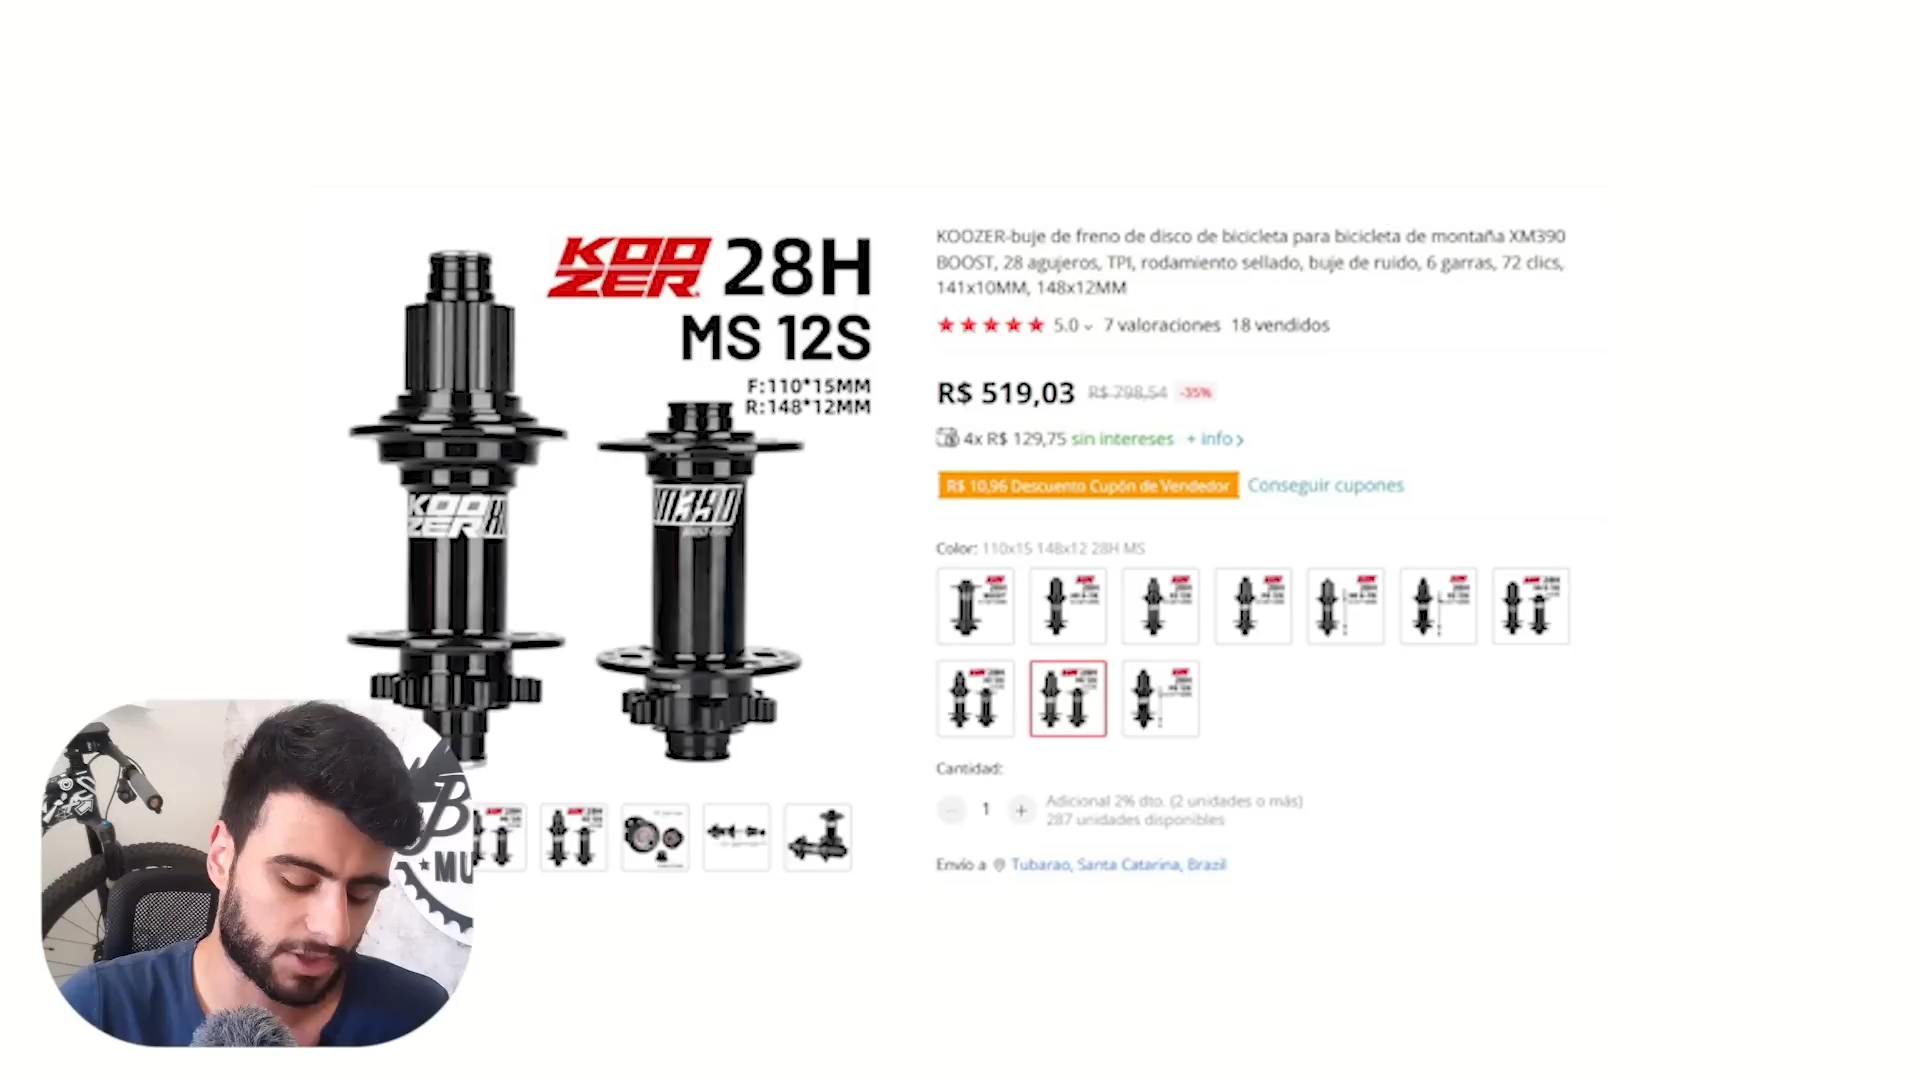 KOOZER 28H
MS 12S
F:110*15MM
R:148*12MM
KOOZER
XM390
KOOZER-buje de freno de disco de bicicleta para bicicleta de montaña XM390
BOOST, 28 agujeros, TPI, rodamiento sellado, buje de ruido, 6 garras, 72 clics,
141x10MM, 148x12MM
5.0 7 valoraciones 18 vendidos
R$ 519,03 R$ 798,54 -35%
4x R$ 129,75 sin intereses + info
R$ 10,96 Descuento Cupón de Vendedor Conseguir cupones
Color: 110x15 148x12 28H MS
Cantidad:
1
Adicional 2% dto. (2 unidades o más)
287 unidades disponibles
Envío a Tubarao, Santa Catarina, Brazil